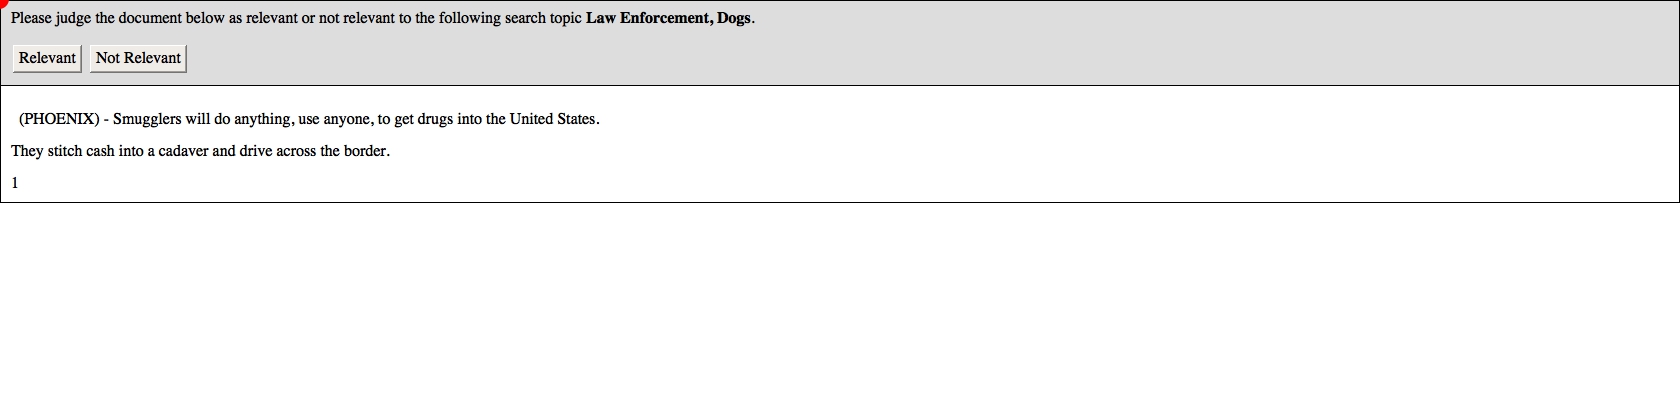 Please judge the document below as relevant or not relevant to the following search topic Law Enforcement, Dogs.
Relevant Not Relevant
(PHOENIX) - Smugglers will do anything, use anyone, to get drugs into the United States.
They stitch cash into a cadaver and drive across the border.
1